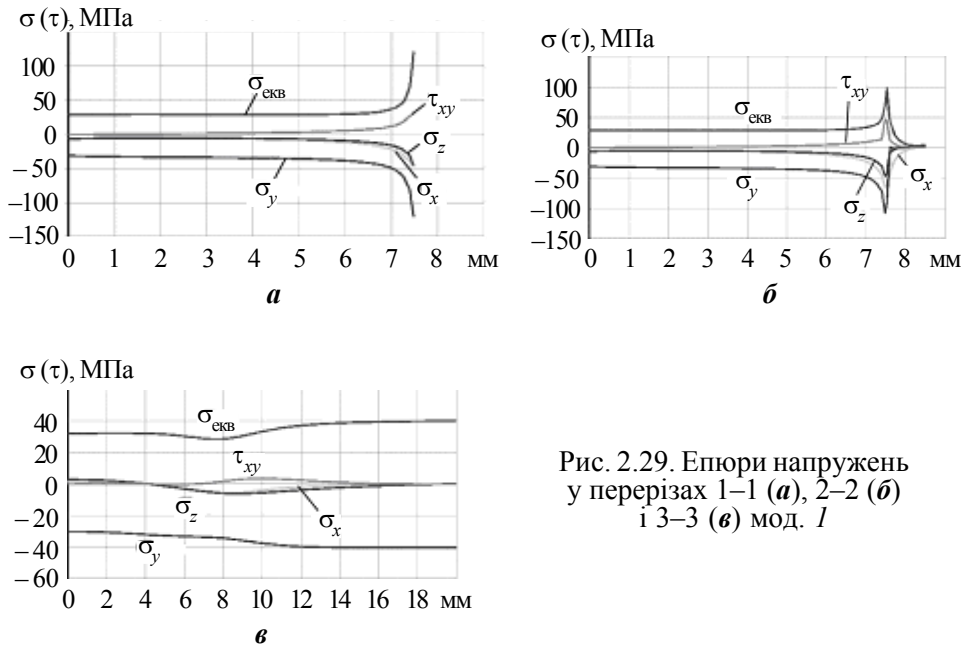 σ (τ), МПа
100
50
0
–50
–100
–150
σекв
τxy
σz
σx
σy
0 1 2 3 4 5 6 7 8 мм
а
σ (τ), МПа
100
50
0
–50
–100
–150
σекв
τxy
σy
σz
σx
0 1 2 3 4 5 6 7 8 мм
б
σ (τ), МПа
40
20
0
–20
–40
–60
σекв
τxy
σz
σx
σy
0 2 4 6 8 10 12 14 16 18 мм
в
Рис. 2.29. Епюри напружень
у перерізах 1–1 (а), 2–2 (б)
і 3–3 (в) мод. 1